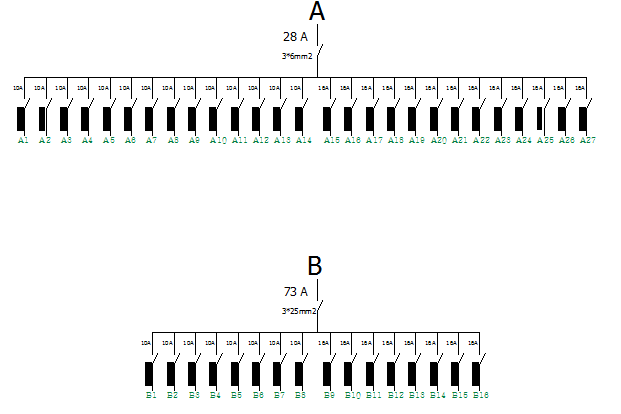 A
28 A
3*6mm2
10A 10A 10A 10A 10A 10A 10A 10A 10A 10A 10A 10A 10A 10A 16A 16A 16A 16A 16A 16A 16A 16A 16A 16A 16A 16A 16A
A1 A2 A3 A4 A5 A6 A7 A8 A9 A10 A11 A12 A13 A14 A15 A16 A17 A18 A19 A20 A21 A22 A23 A24 A25 A26 A27
B
73 A
3*25mm2
10A 10A 10A 10A 10A 10A 10A 10A 16A 16A 16A 16A 16A 16A 16A 16A
B1 B2 B3 B4 B5 B6 B7 B8 B9 B10 B11 B12 B13 B14 B15 B16